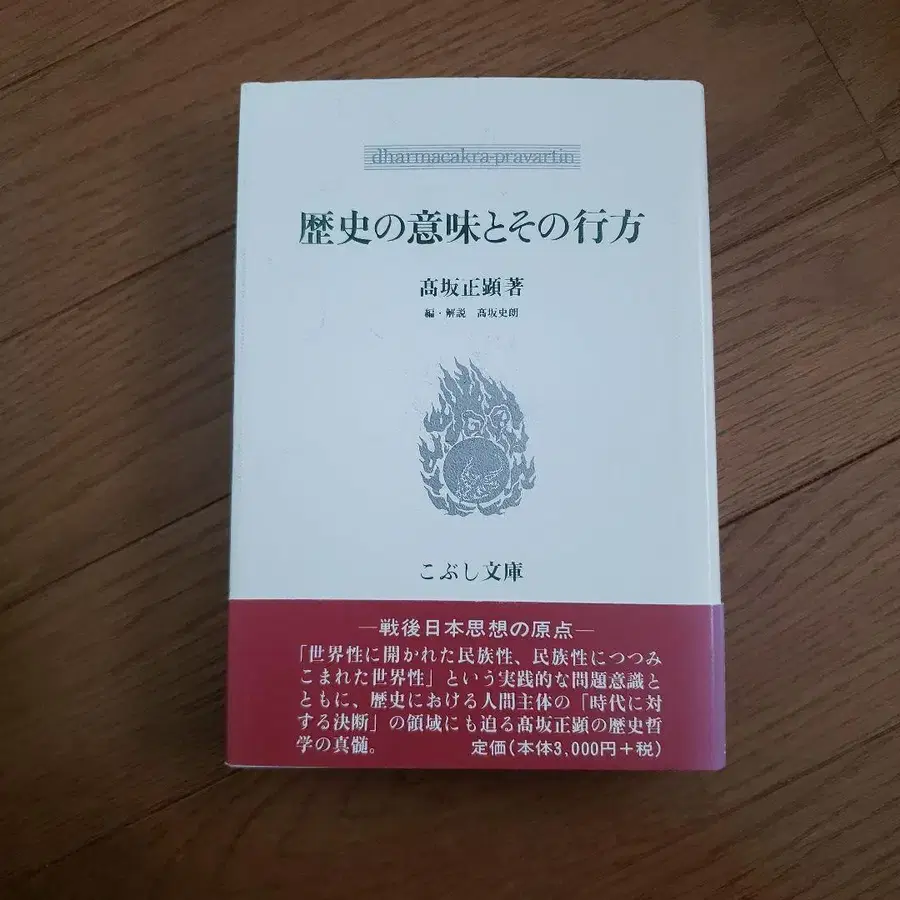 dharmacakra-pravartin
歴史の意味とその行方
髙坂正顕著
編・解説 髙坂史朗
こぶし文庫
―戦後日本思想の原点―
「世界性に開かれた民族性、民族性につつみ
こまれた世界性」という実践的な問題意識と
ともに、歴史における人間主体の「時代に対
する決断」の領域にも迫る髙坂正顕の歴史哲
学の真髄。 定価(本体3,000円+税)